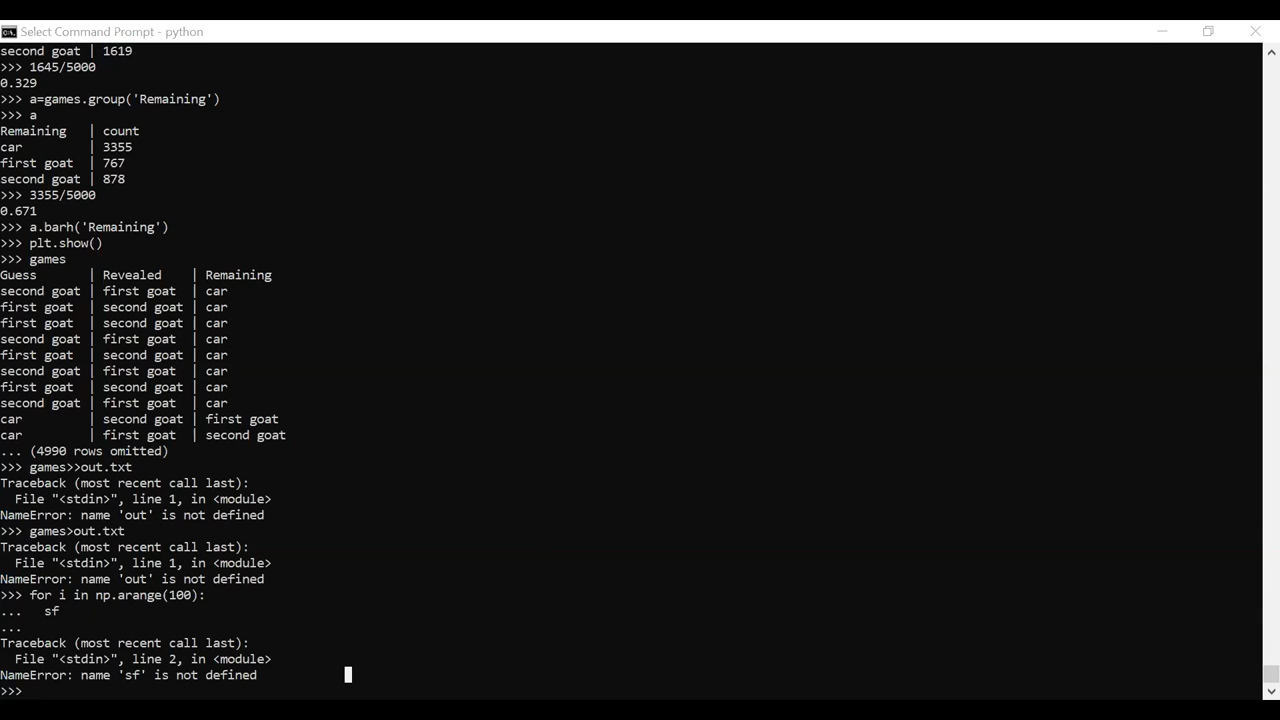 Select Command Prompt - python
second goat | 1619
>>> 1645/5000
0.329
>>> a=games.group('Remaining')
>>> a
Remaining   | count
car         | 3355
first goat  | 767
second goat | 878
>>> 3355/5000
0.671
>>> a.barh('Remaining')
>>> plt.show()
>>> games
Guess       | Revealed    | Remaining
second goat | first goat  | car
first goat  | second goat | car
first goat  | second goat | car
second goat | first goat  | car
first goat  | second goat | car
second goat | first goat  | car
first goat  | second goat | car
second goat | first goat  | car
car         | second goat | first goat
car         | first goat  | second goat
... (4990 rows omitted)
>>> games>>out.txt
Traceback (most recent call last):
  File "<stdin>", line 1, in <module>
NameError: name 'out' is not defined
>>> games>out.txt
Traceback (most recent call last):
  File "<stdin>", line 1, in <module>
NameError: name 'out' is not defined
>>> for i in np.arange(100):
...   sf
...
Traceback (most recent call last):
  File "<stdin>", line 2, in <module>
NameError: name 'sf' is not defined
>>>